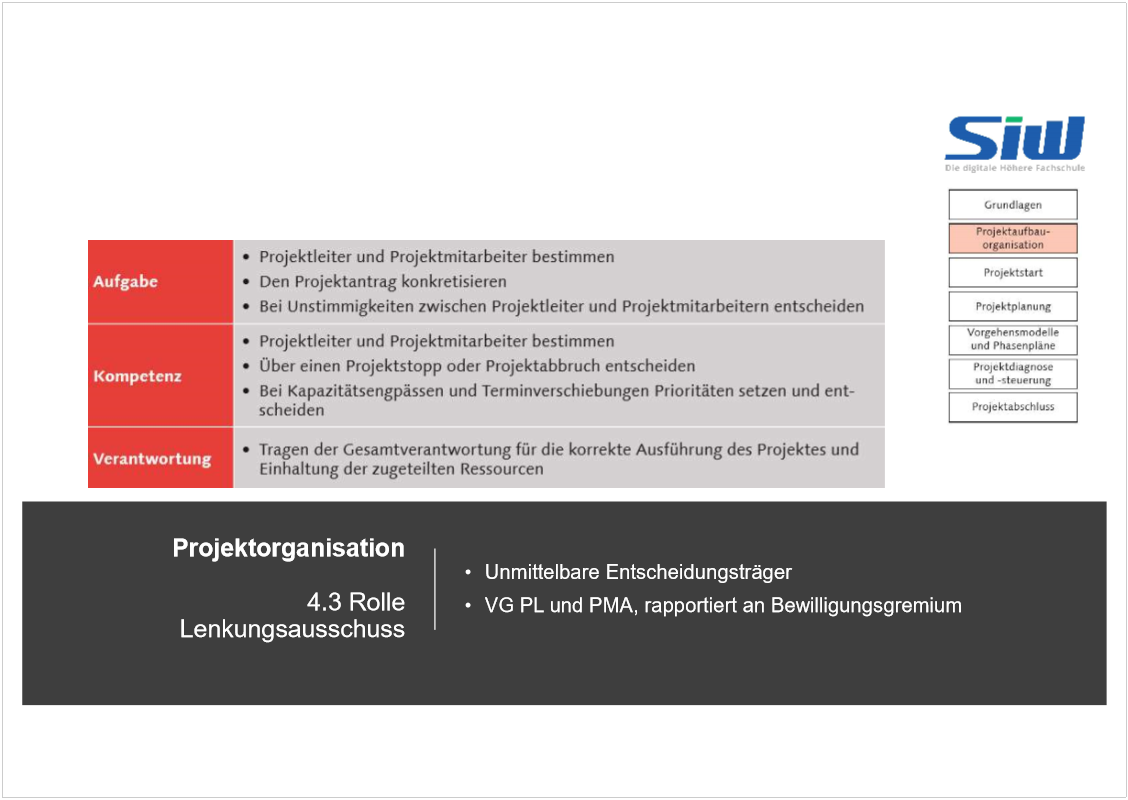 Siw
Die digitale Höhere Fachschule
Grundlagen
Projektaufbau-
organisation
Projektstart
Projektplanung
Vorgehensmodelle
und Phasenpläne
Projektdiagnose
und -steuerung
Projektabschluss
Aufgabe
• Projektleiter und Projektmitarbeiter bestimmen
• Den Projektantrag konkretisieren
• Bei Unstimmigkeiten zwischen Projektleiter und Projektmitarbeitern entscheiden
Kompetenz
• Projektleiter und Projektmitarbeiter bestimmen
• Über einen Projektstopp oder Projektabbruch entscheiden
• Bei Kapazitätsengpässen und Terminverschiebungen Prioritäten setzen und ent-
scheiden
Verantwortung
• Tragen der Gesamtverantwortung für die korrekte Ausführung des Projektes und
Einhaltung der zugeteilten Ressourcen
Projektorganisation
4.3 Rolle
Lenkungsausschuss
• Unmittelbare Entscheidungsträger
• VG PL und PMA, rapportiert an Bewilligungsgremium